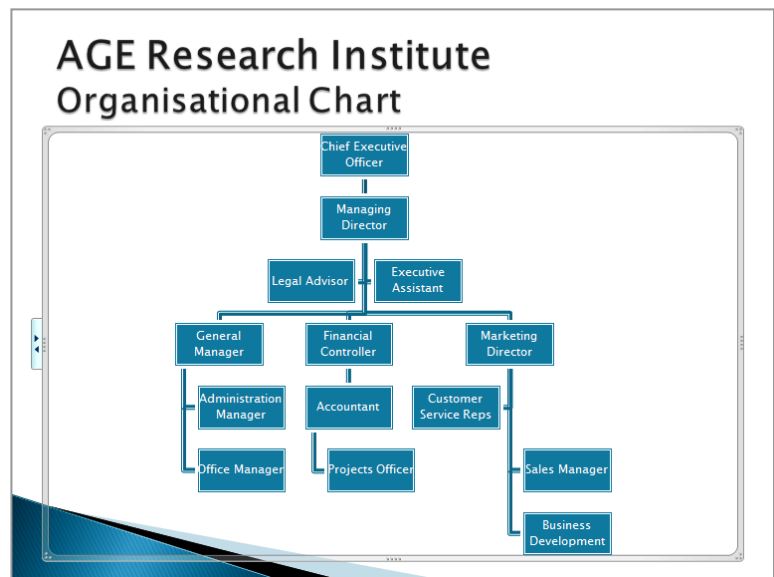 AGE Research Institute
Organisational Chart
Chief Executive
Officer
Managing
Director
Legal Advisor
Executive
Assistant
General
Manager
Financial
Controller
Marketing
Director
Administration
Manager
Accountant
Customer
Service Reps
Office Manager
Projects Officer
Sales Manager
Business
Development